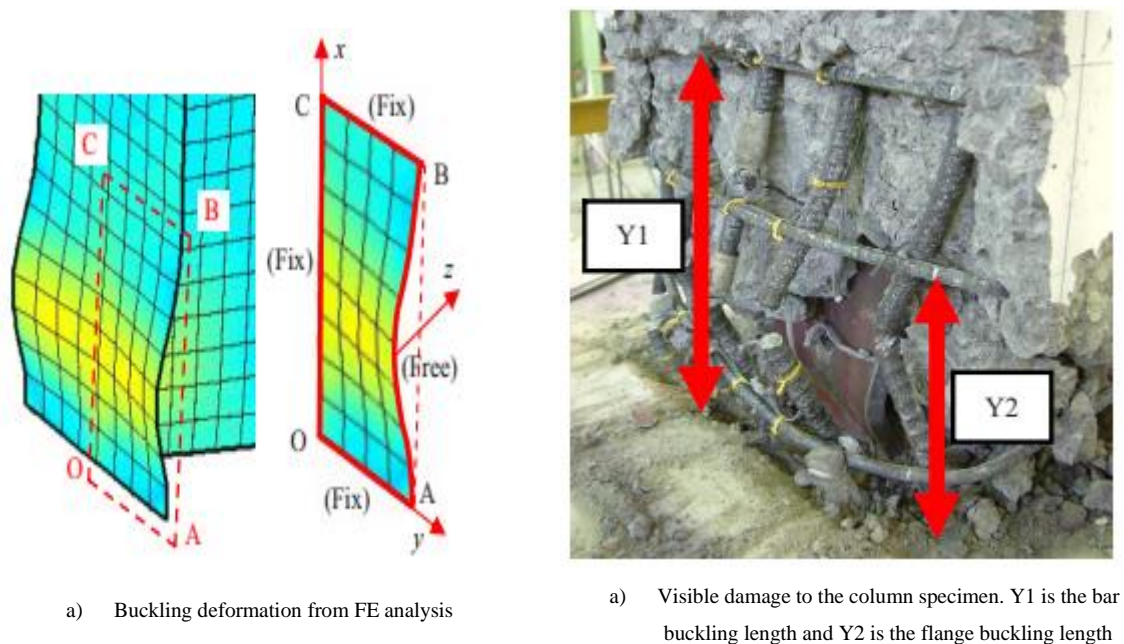 C
B
O
A
x
C
(Fix)
B
(Fix)
z
(Free)
O
(Fix)
A
y
Y1
Y2
a) Buckling deformation from FE analysis
a) Visible damage to the column specimen. Y1 is the bar
buckling length and Y2 is the flange buckling length